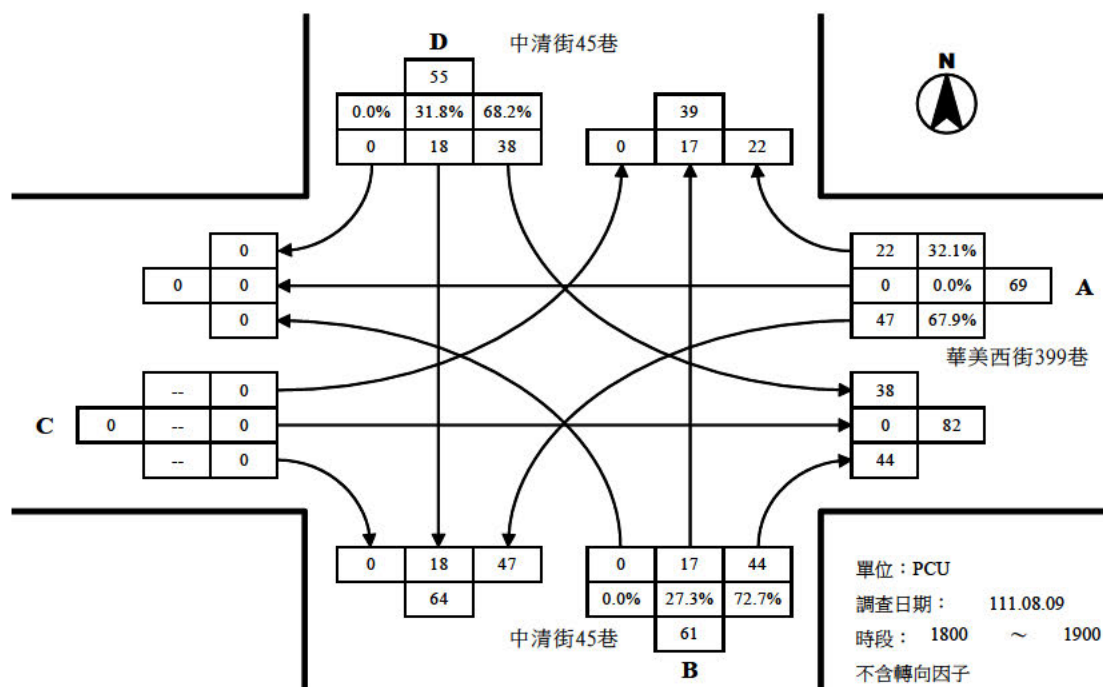 D 中清街45巷
N
55
0.0% 31.8% 68.2%
0 18 38
39
0 17 22
0
0 0
0
22 32.1%
0 0.0% 69
47 67.9%
A
華美西街399巷
C
-- 0
0 -- 0
-- 0
38
0 82
44
0 18 47
64
中清街45巷
0 17 44
0.0% 27.3% 72.7%
61
B
單位：PCU
調查日期： 111.08.09
時段： 1800 ～ 1900
不含轉向因子